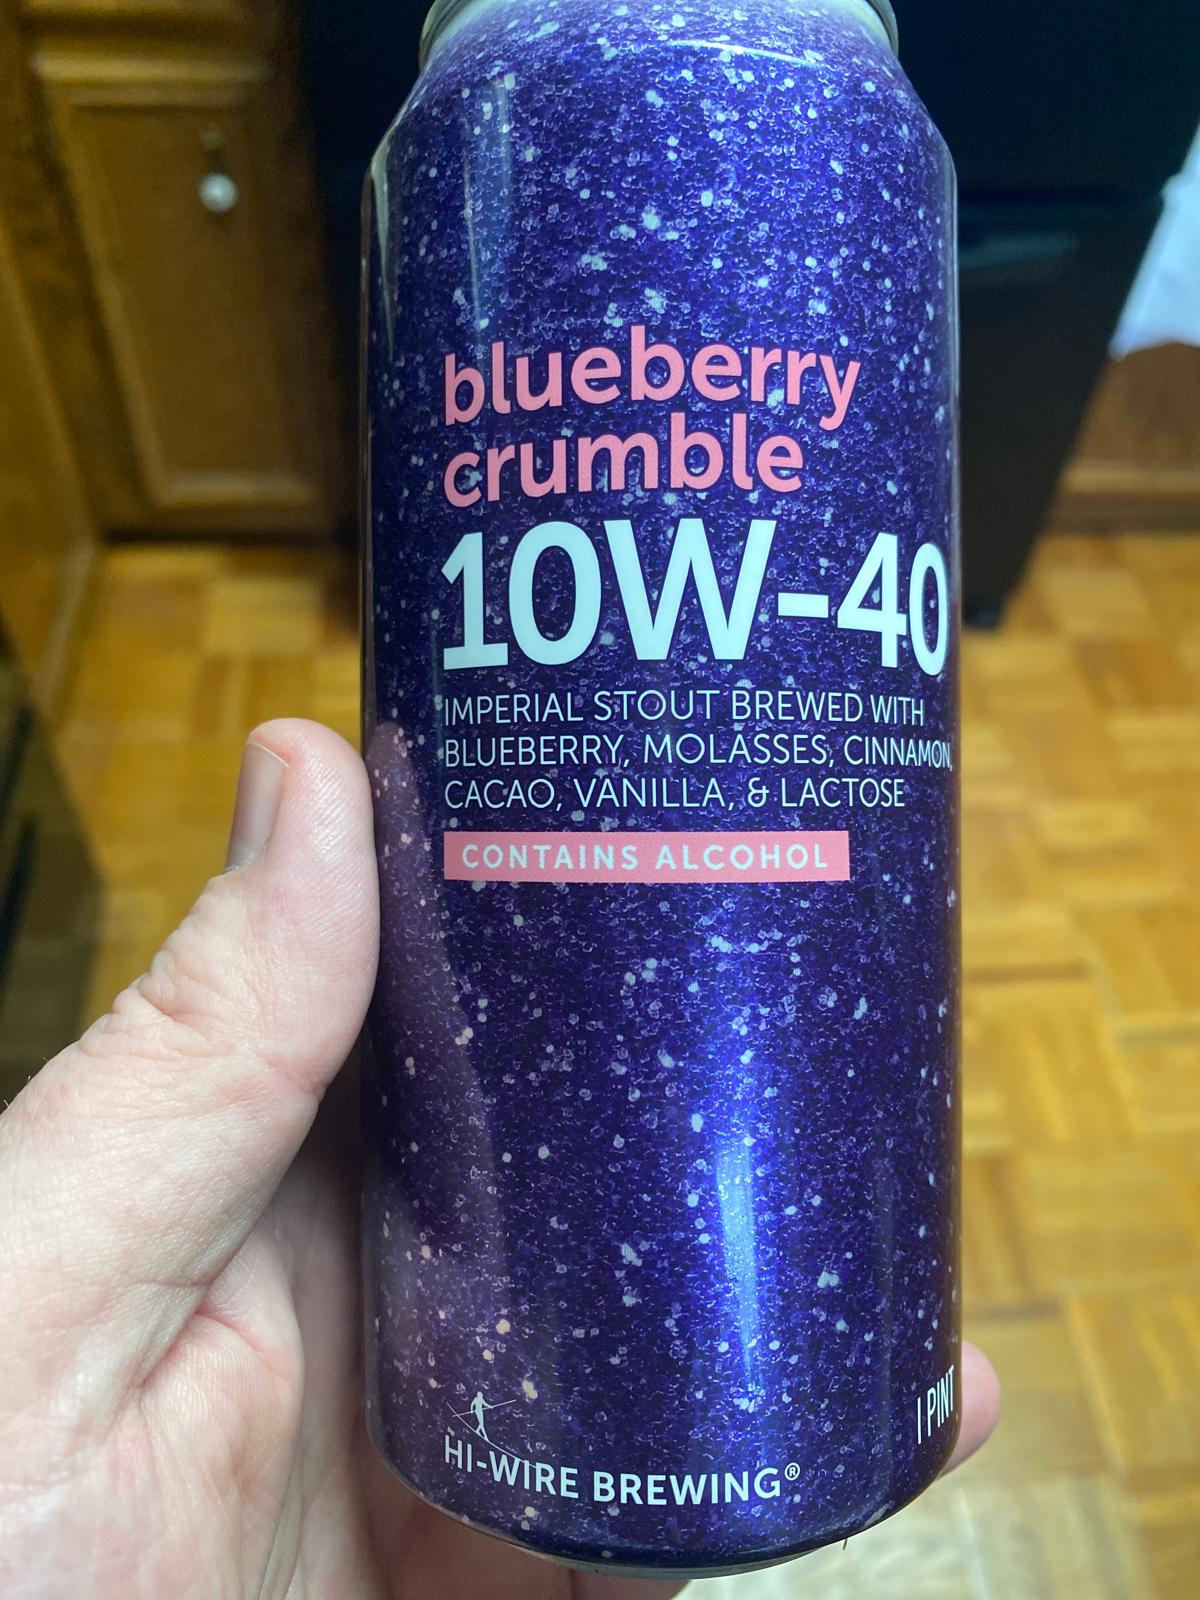 blueberry
crumble
10W-40
IMPERIAL STOUT BREWED WITH
BLUEBERRY, MOLASSES, CINNAMON,
CACAO, VANILLA, & LACTOSE
CONTAINS ALCOHOL
HI-WIRE BREWING®
1 PINT